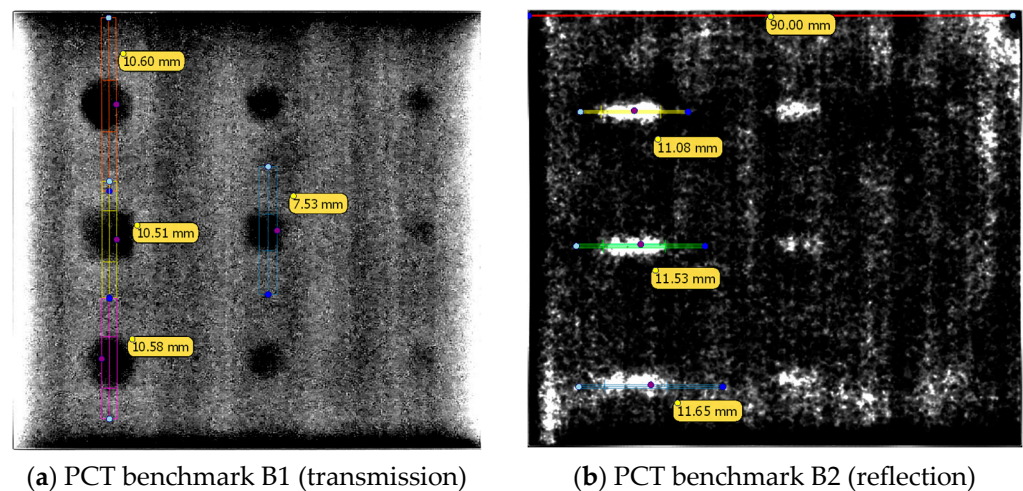 10.60 mm
7.53 mm
10.51 mm
10.58 mm
90.00 mm
11.08 mm
11.53 mm
11.65 mm
(a) PCT benchmark B1 (transmission)
(b) PCT benchmark B2 (reflection)